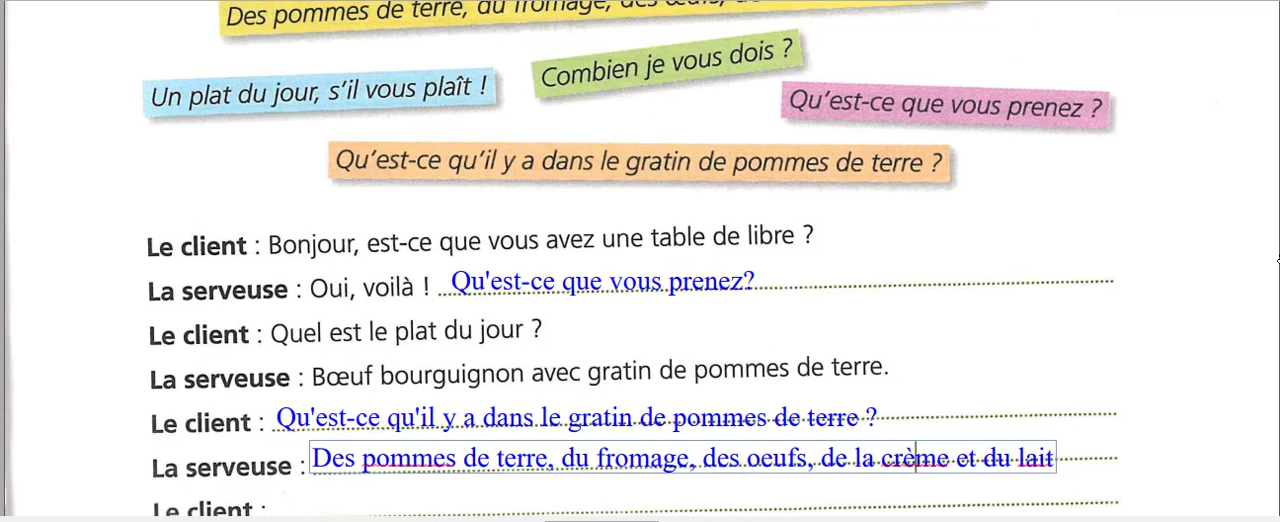 Des pommes de terre, du fromage, des œufs, d
Un plat du jour, s'il vous plaît !
Combien je vous dois ?
Qu'est-ce que vous prenez ?
Qu'est-ce qu'il y a dans le gratin de pommes de terre ?
Le client : Bonjour, est-ce que vous avez une table de libre ?
La serveuse : Oui, voilà ! Qu'est-ce que vous prenez?
Le client : Quel est le plat du jour ?
La serveuse : Bœuf bourguignon avec gratin de pommes de terre.
Le client : Qu'est-ce qu'il y a dans le gratin de pommes de terre ?
La serveuse : Des pommes de terre, du fromage, des oeufs, de la crème et du lait
Le client :